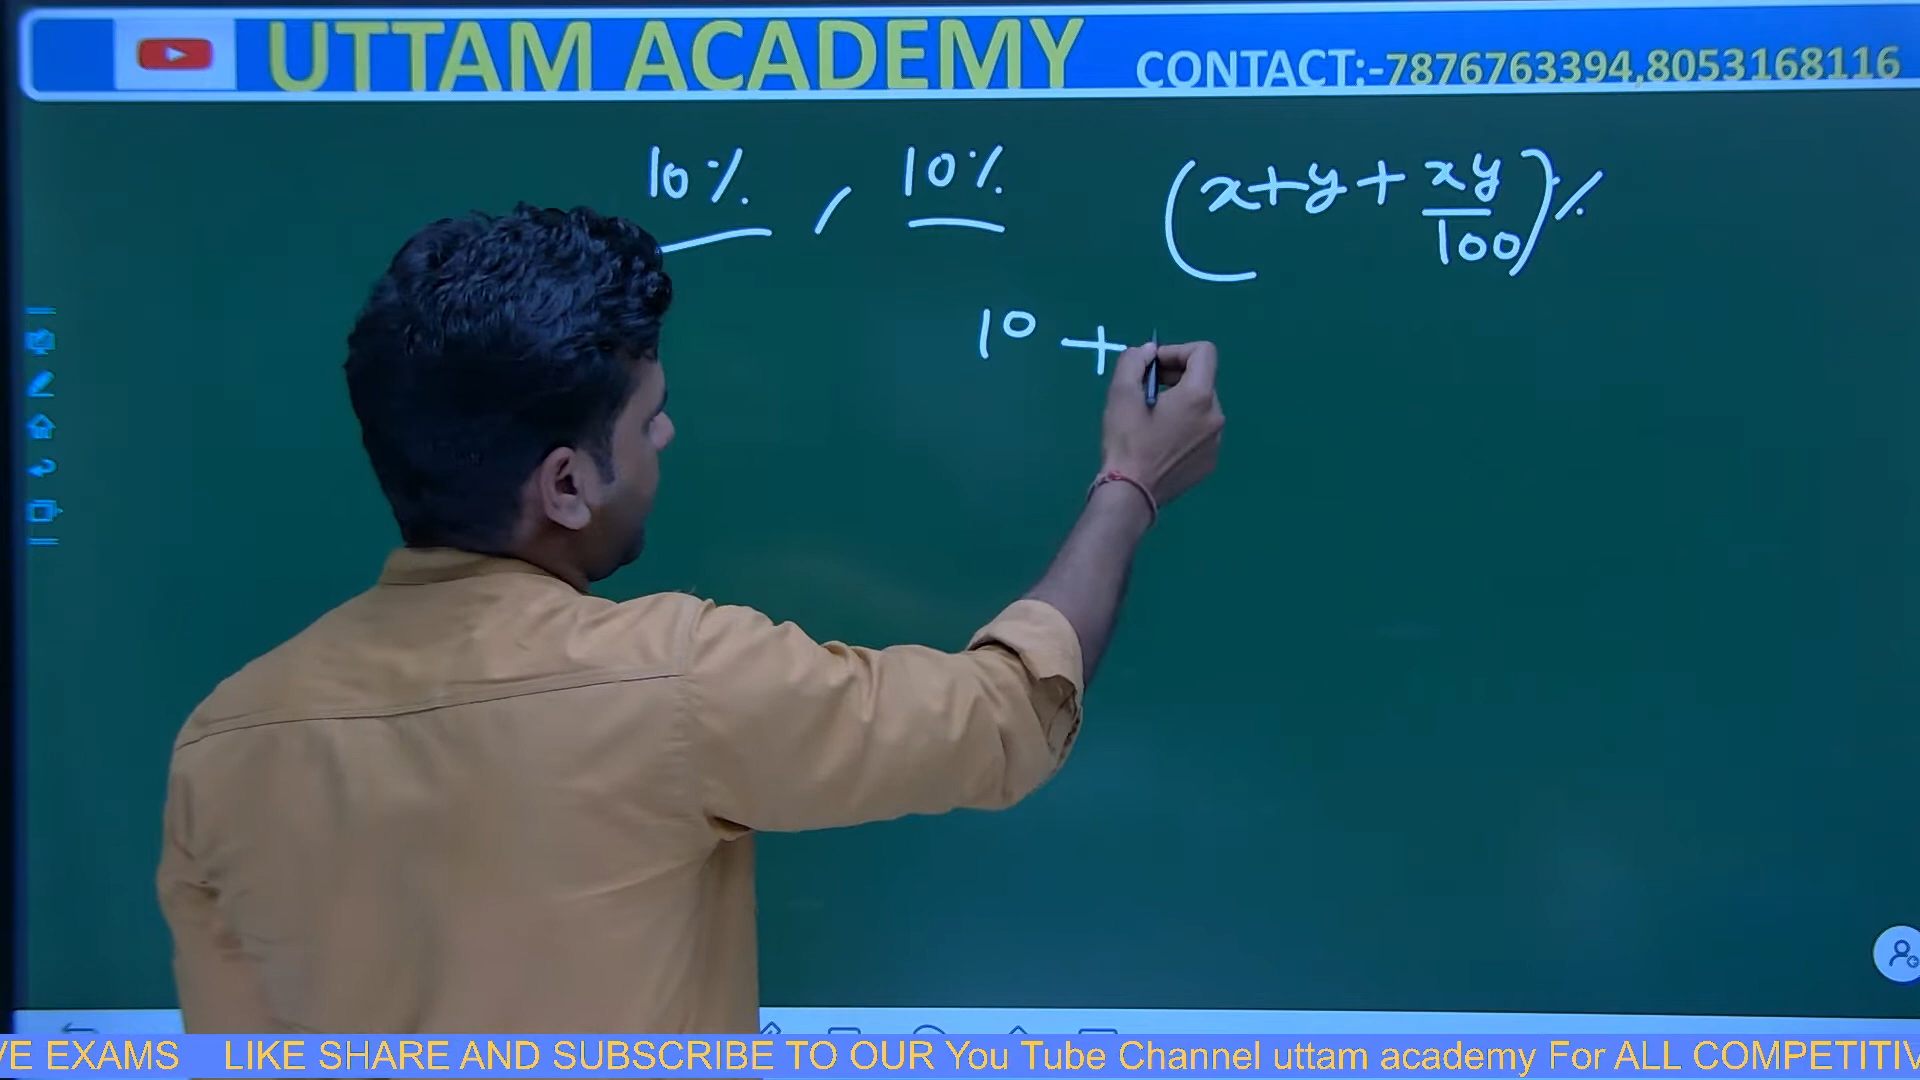 UTTAM ACADEMY CONTACT:-7876763394,8053168116
10% , 10% (x+y+xy/100)%
10 +
VE EXAMS LIKE SHARE AND SUBSCRIBE TO OUR You Tube Channel uttam academy For ALL COMPETITIV